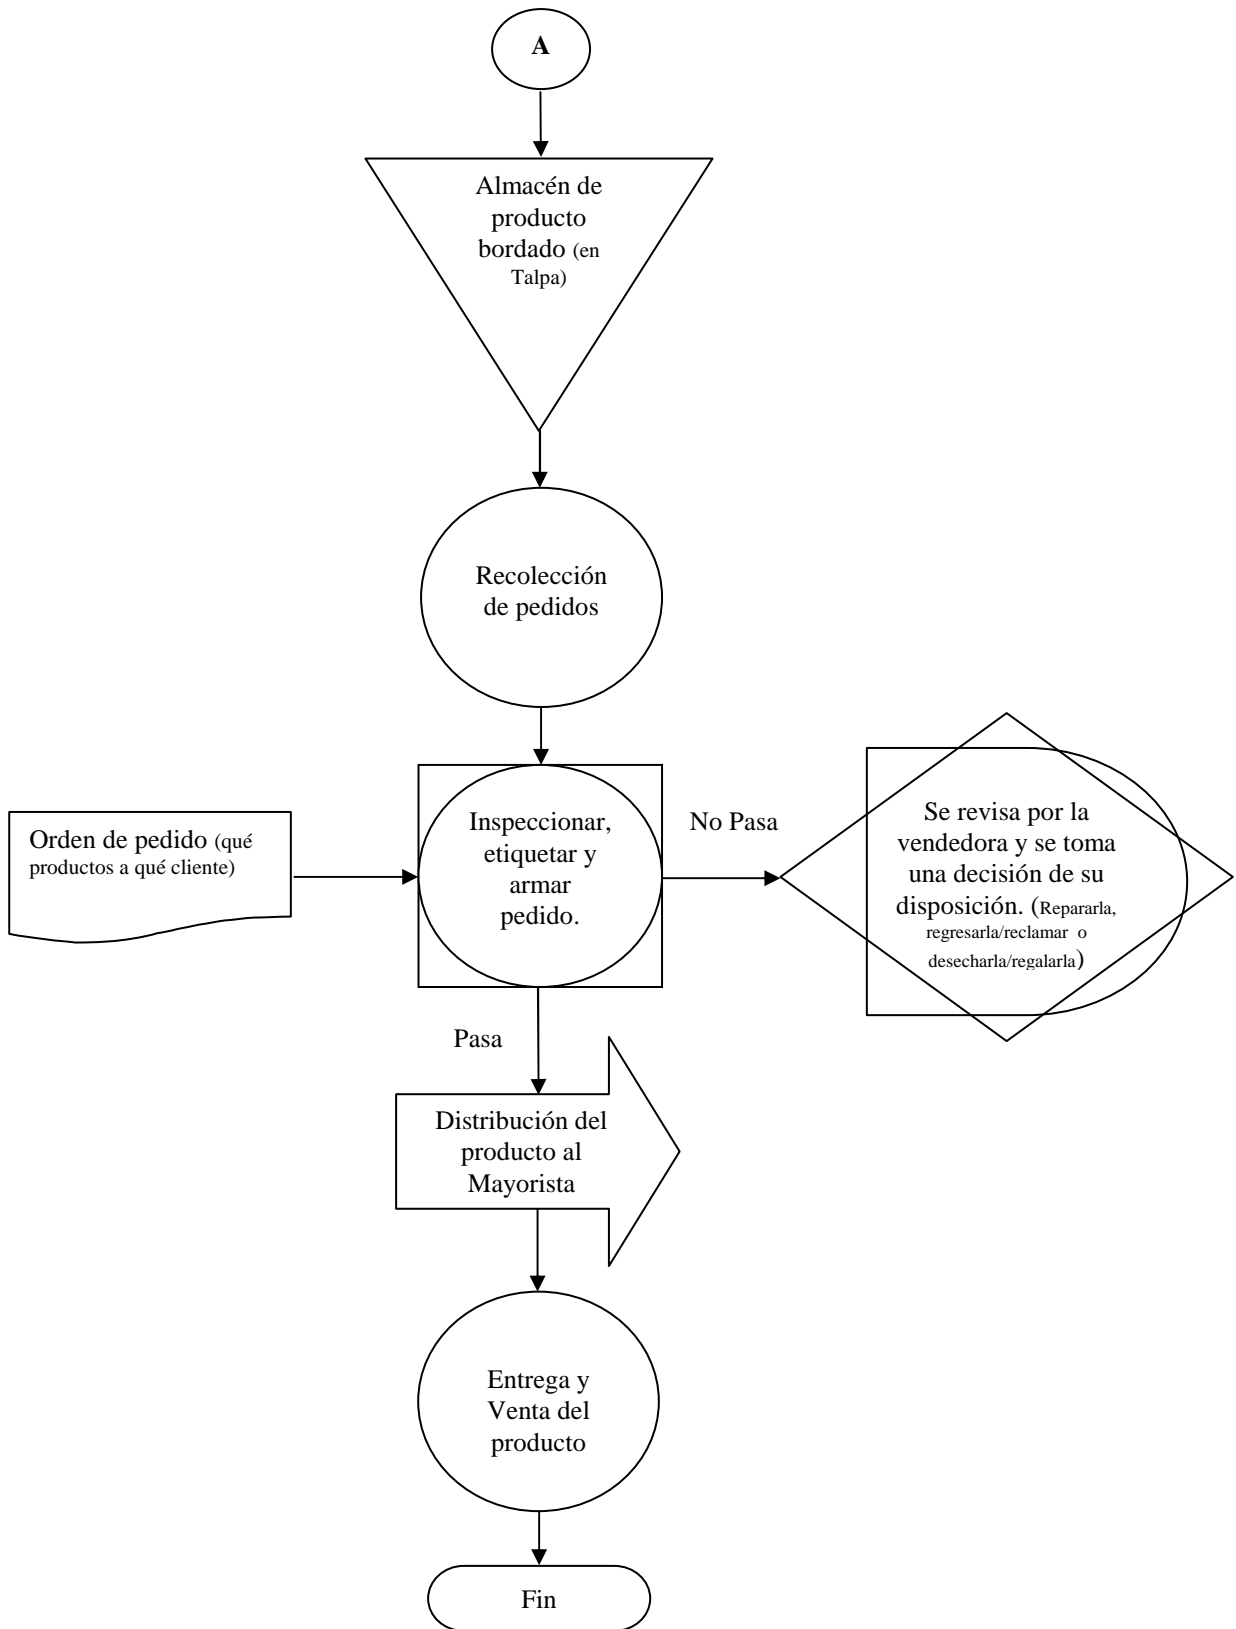 A
Almacén de
producto
bordado (en
Talpa)
Recolección
de pedidos
Orden de pedido (qué
productos a qué cliente)
Inspeccionar,
etiquetar y
armar
pedido.
No Pasa
Se revisa por la
vendedora y se toma
una decisión de su
disposición. (Repararla,
regresarla/reclamar o
desecharla/regalarla)
Pasa
Distribución del
producto al
Mayorista
Entrega y
Venta del
producto
Fin